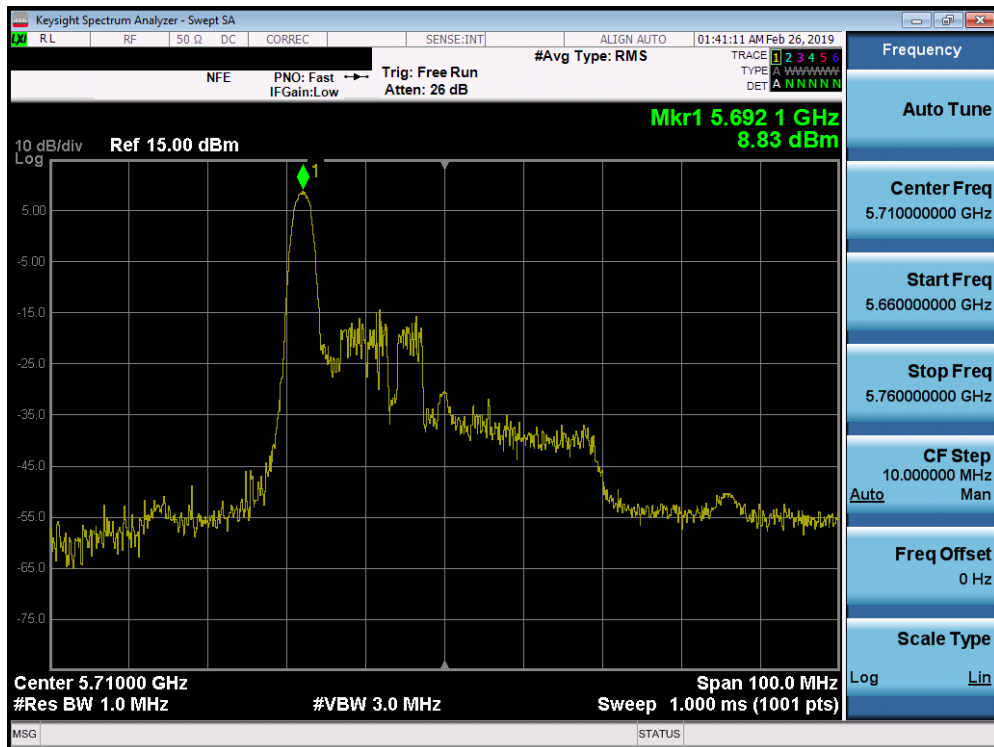 Keysight Spectrum Analyzer - Swept SA
LXI RL RF 50 Ω DC CORREC SENSE:INT ALIGN AUTO 01:41:11 AM Feb 26, 2019
NFE PNO: Fast Trig: Free Run #Avg Type: RMS TRACE 1 2 3 4 5 6
IFGain:Low Atten: 26 dB TYPE A WWWWW
DET A N N N N N
Mkr1 5.692 1 GHz
8.83 dBm
10 dB/div Ref 15.00 dBm
Log
1
5.00
-5.00
-15.0
-25.0
-35.0
-45.0
-55.0
-65.0
-75.0
Center 5.71000 GHz Span 100.0 MHz
#Res BW 1.0 MHz #VBW 3.0 MHz Sweep 1.000 ms (1001 pts)
MSG STATUS
Frequency
Auto Tune
Center Freq
5.710000000 GHz
Start Freq
5.660000000 GHz
Stop Freq
5.760000000 GHz
CF Step
10.000000 MHz
Auto Man
Freq Offset
0 Hz
Scale Type
Log Lin